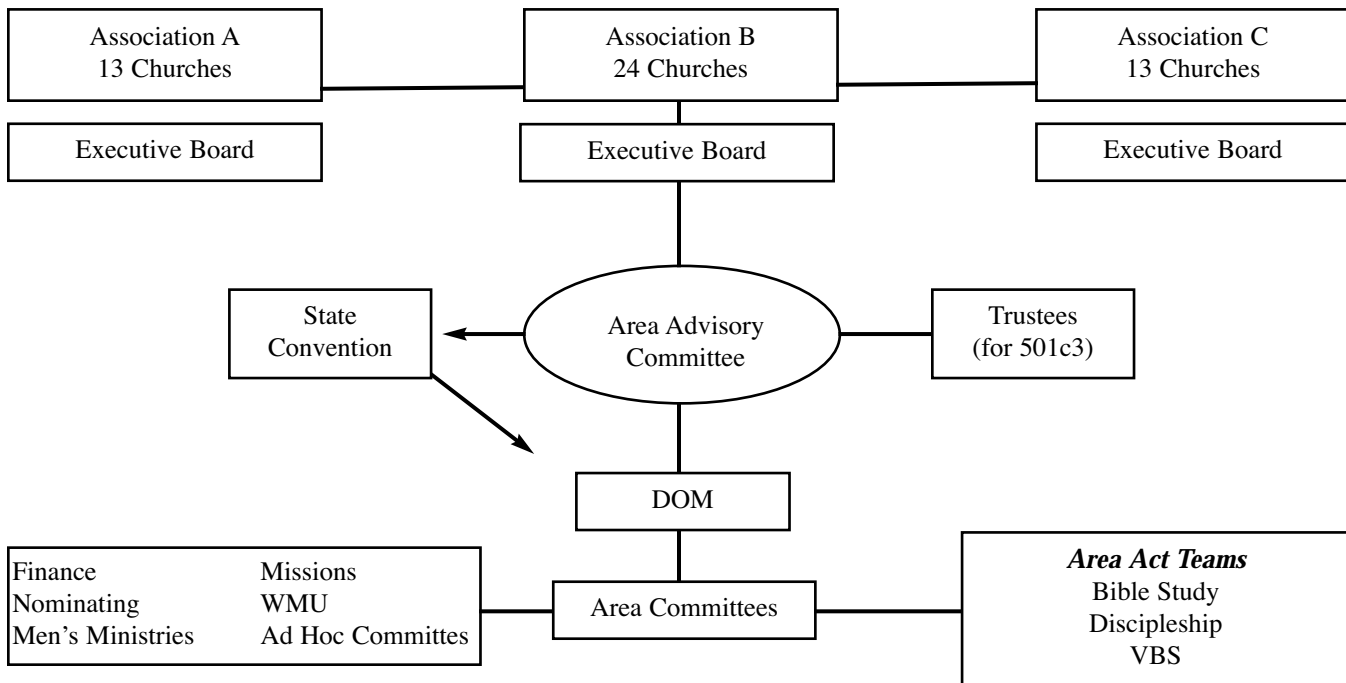 Association A
13 Churches
Association B
24 Churches
Association C
13 Churches
Executive Board
Executive Board
Executive Board
State
Convention
Area Advisory
Committee
Trustees
(for 501c3)
DOM
Finance
Nominating
Men’s Ministries
Missions
WMU
Ad Hoc Committes
Area Committees
Area Act Teams
Bible Study
Discipleship
VBS